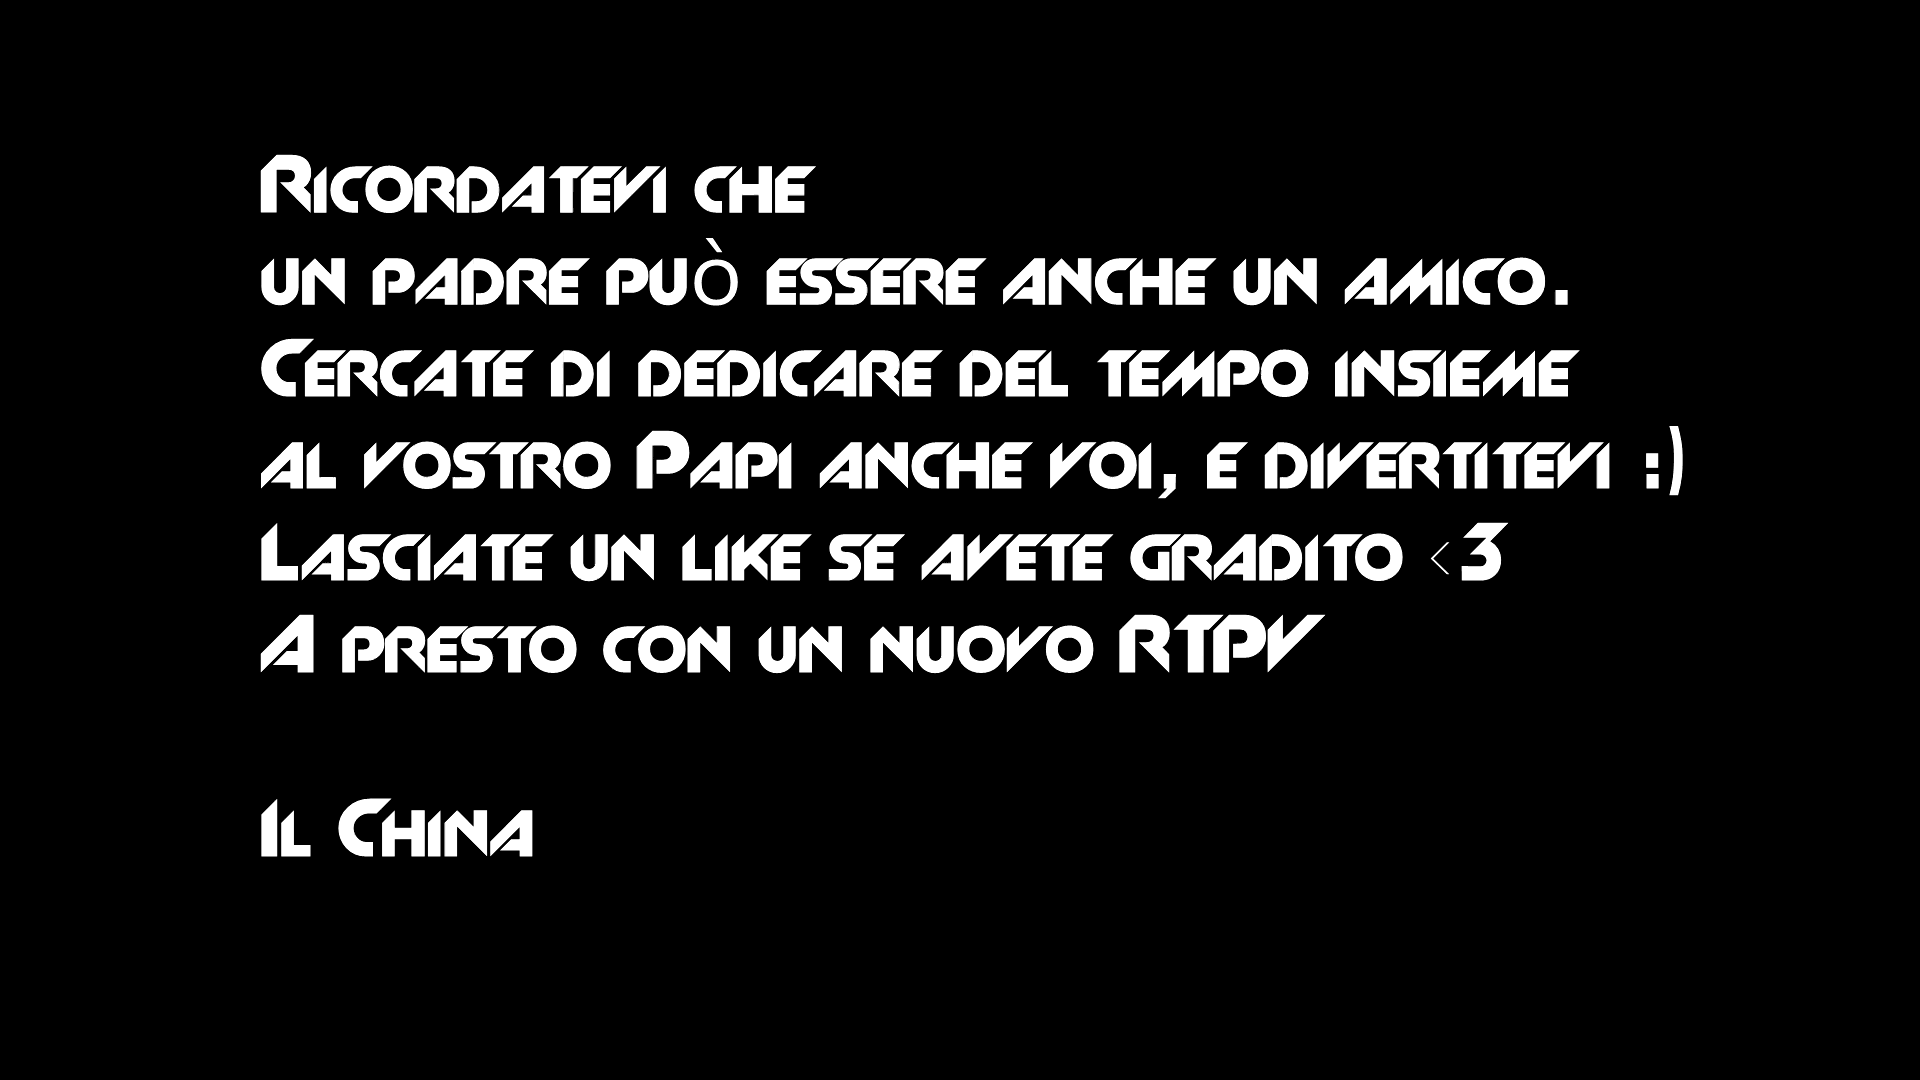 Ricordatevi che
un padre può essere anche un amico.
Cercate di dedicare del tempo insieme
al vostro Papi anche voi, e divertitevi :)
Lasciate un like se avete gradito <3
A presto con un nuovo RTPV
Il China